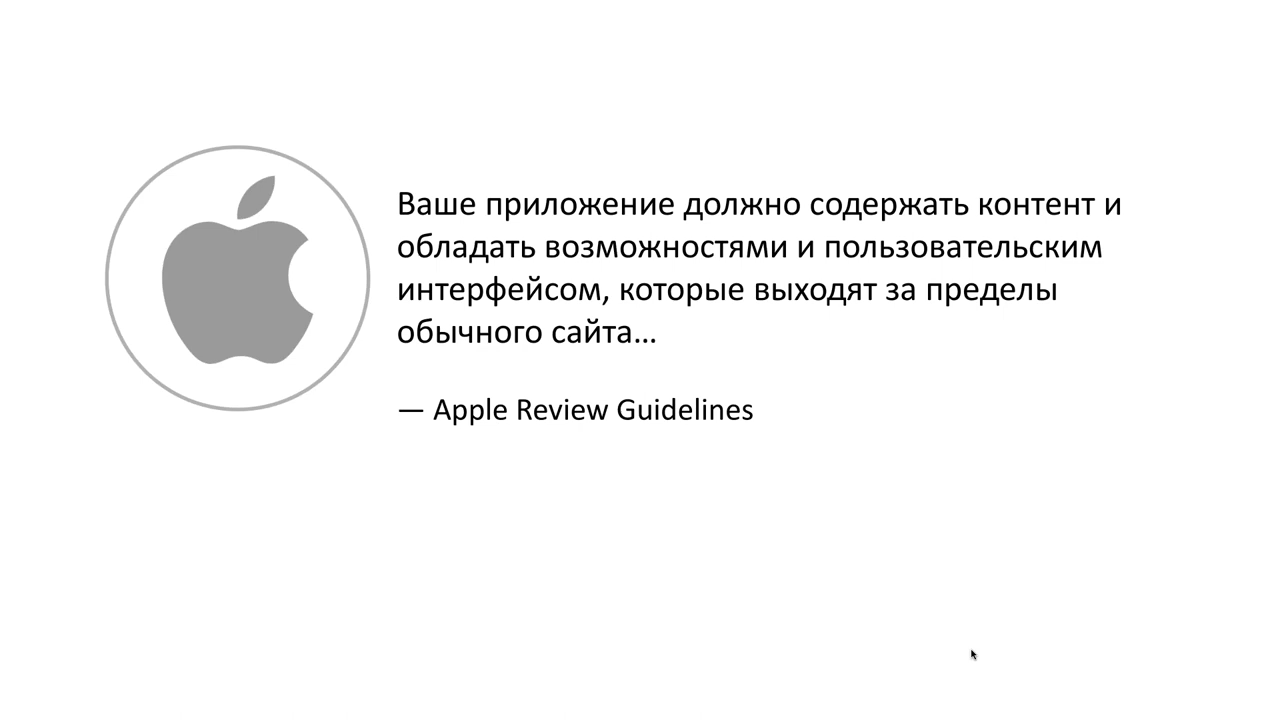 Ваше приложение должно содержать контент и
обладать возможностями и пользовательским
интерфейсом, которые выходят за пределы
обычного сайта…
— Apple Review Guidelines